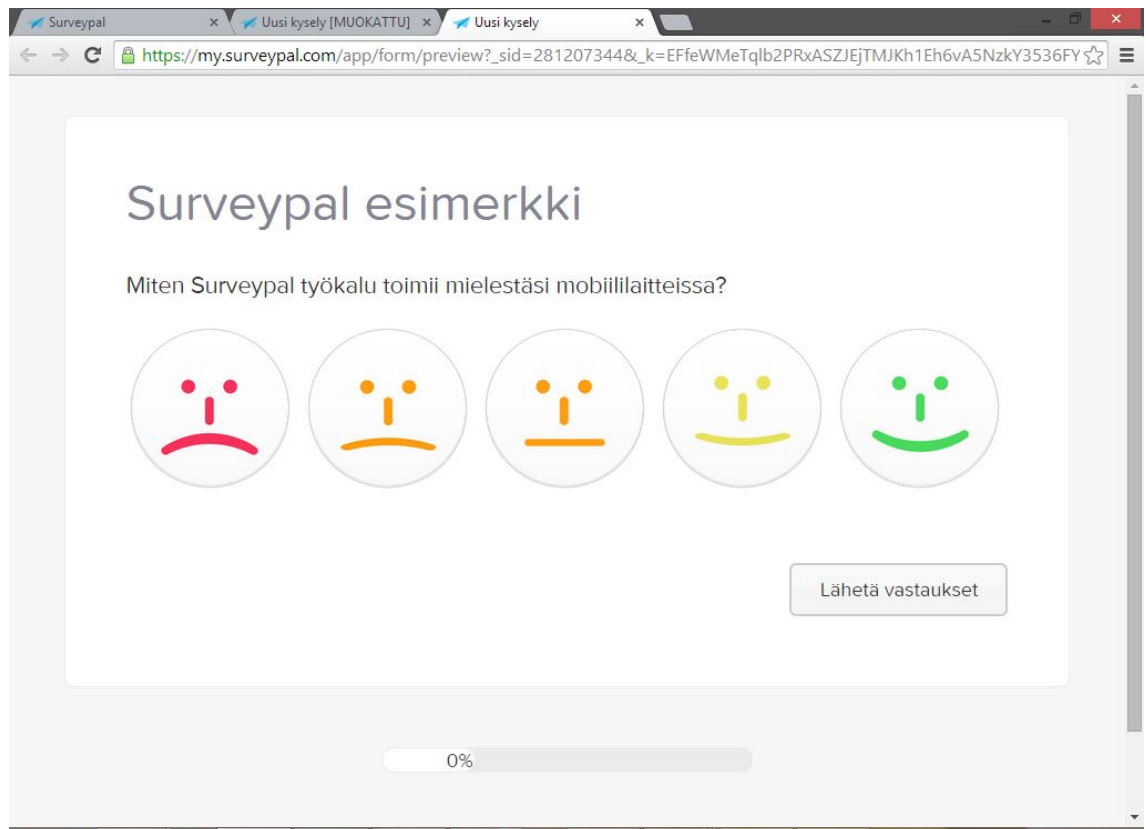 Surveypal
Uusi kysely [MUOKATTU]
Uusi kysely
https://my.surveypal.com/app/form/preview?_sid=281207344&_k=EFfeWMeTqlb2PRxASZJEjTMJKh1Eh6vA5NzkY3536FY
Surveypal esimerkki
Miten Surveypal työkalu toimii mielestäsi mobiililaitteissa?
Lähetä vastaukset
0%